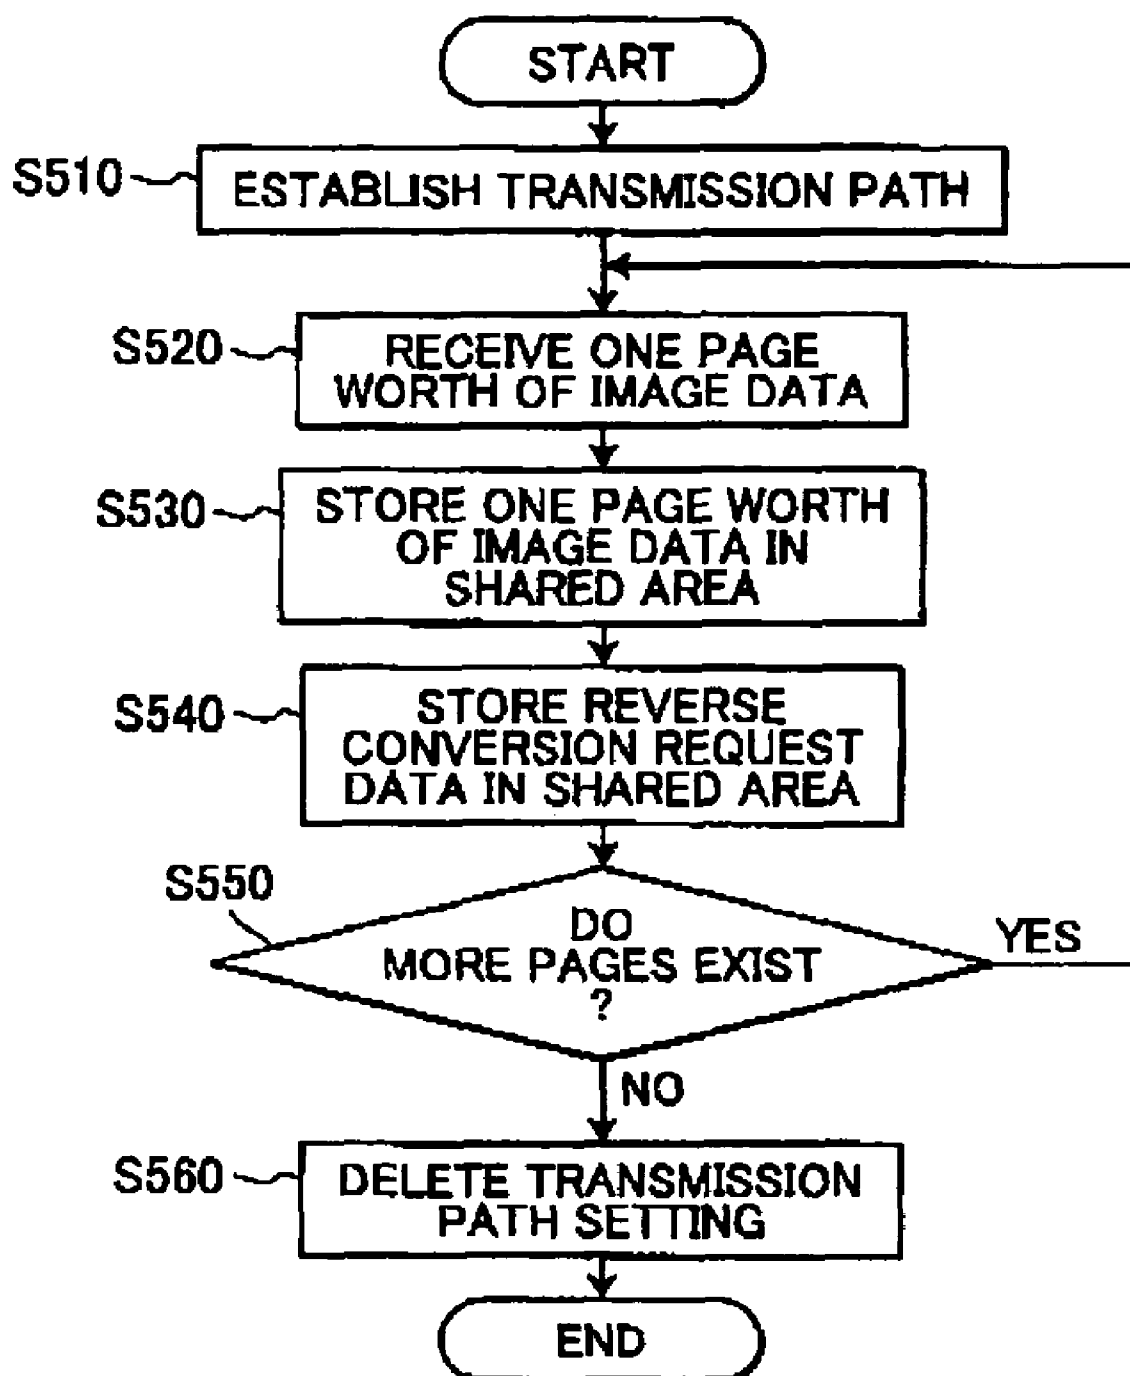 START
S510
ESTABLISH TRANSMISSION PATH
S520
RECEIVE ONE PAGE
WORTH OF IMAGE DATA
S530
STORE ONE PAGE WORTH
OF IMAGE DATA IN
SHARED AREA
S540
STORE REVERSE
CONVERSION REQUEST
DATA IN SHARED AREA
S550
DO
MORE PAGES EXIST
?
YES
NO
S560
DELETE TRANSMISSION
PATH SETTING
END